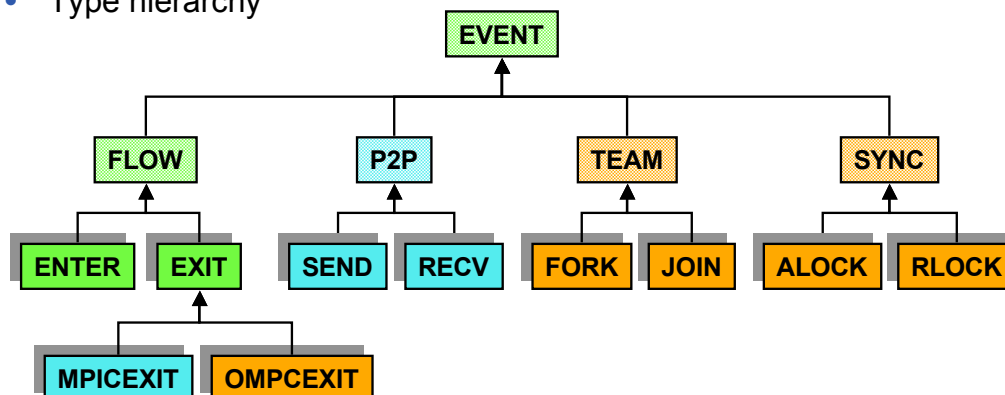 • Type hierarchy
EVENT
FLOW P2P TEAM SYNC
ENTER EXIT SEND RECV FORK JOIN ALOCK RLOCK
MPICEXIT OMPCEXIT